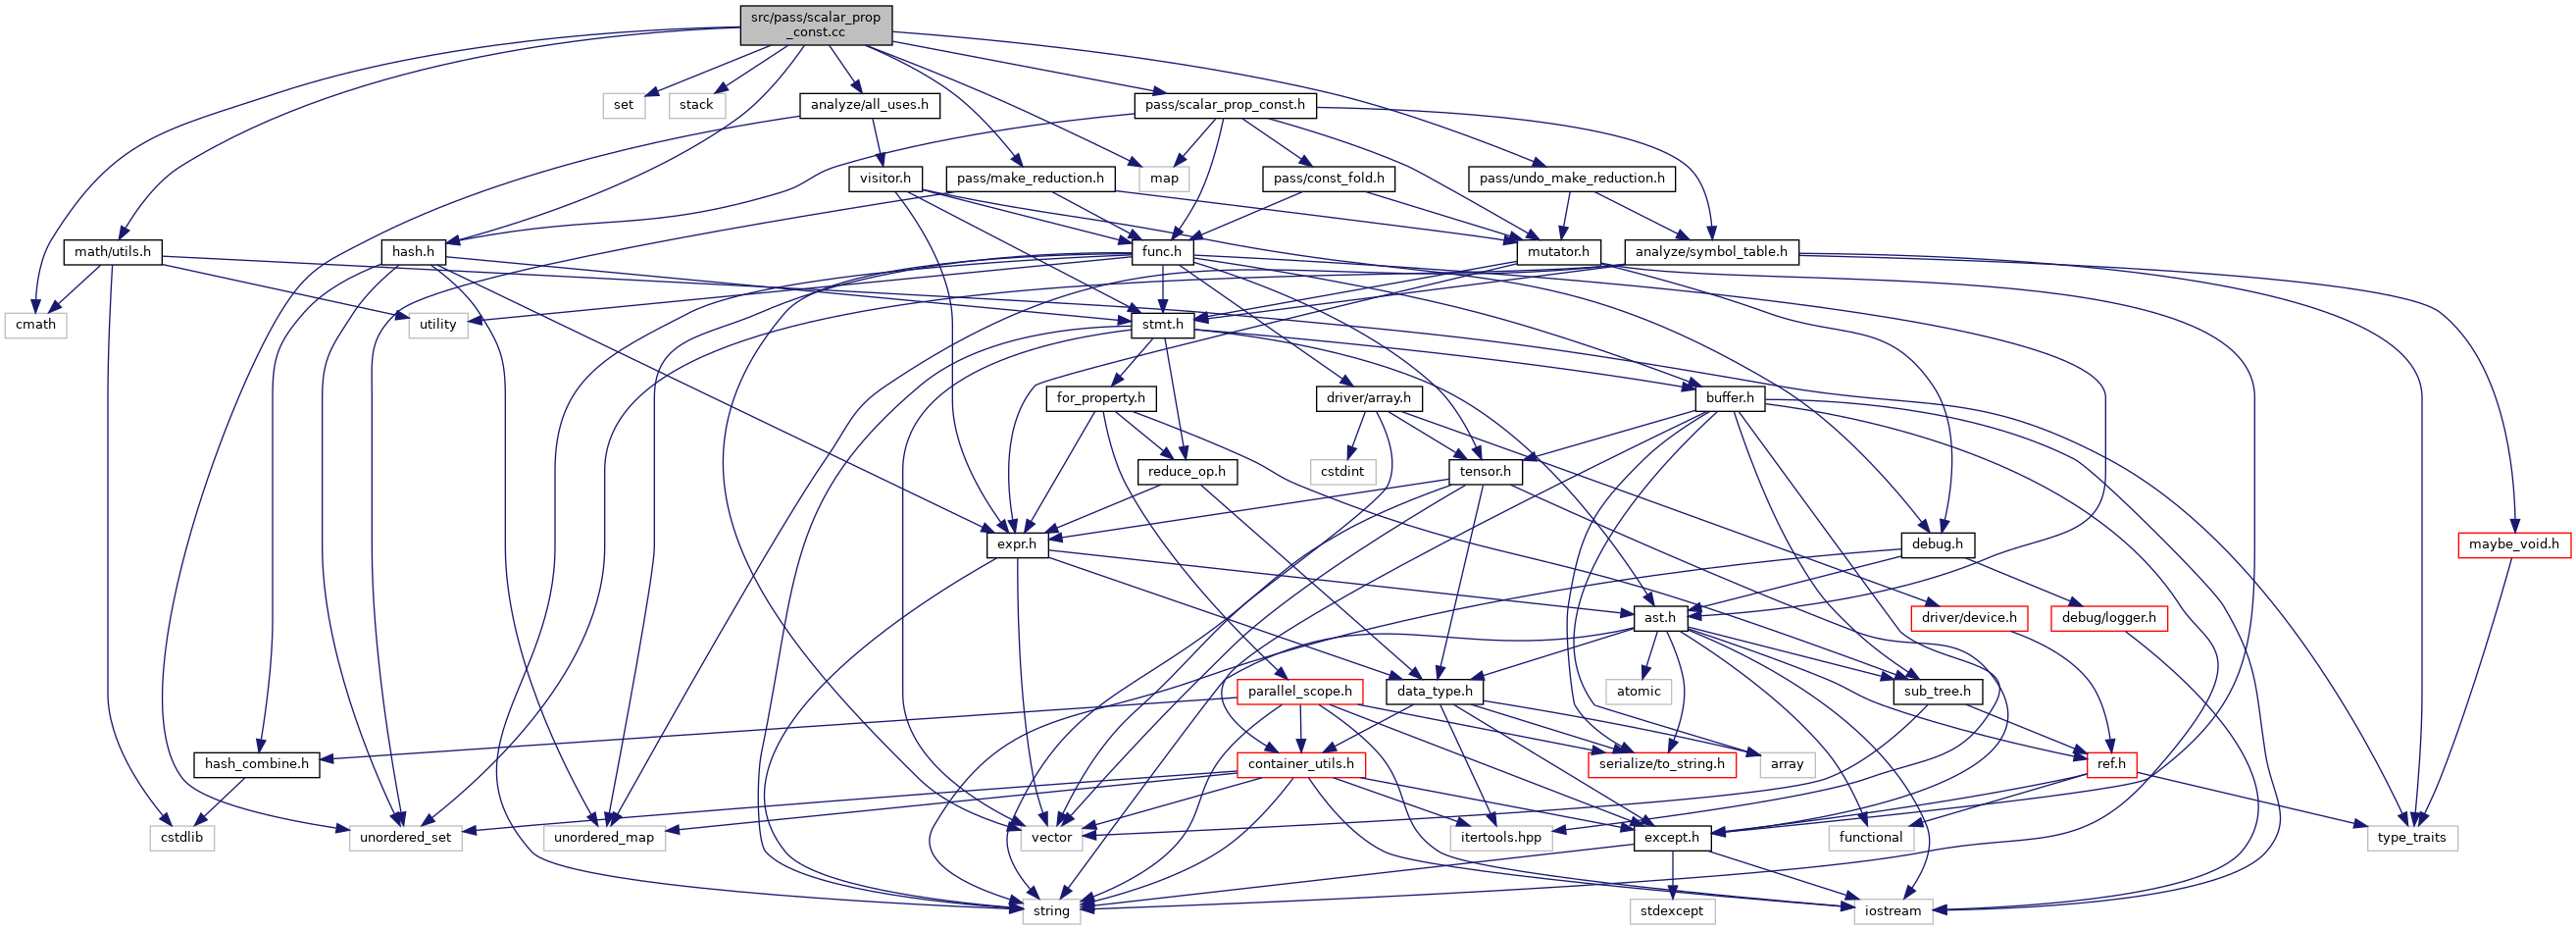 src/pass/scalar_prop
_const.cc
set
stack
analyze/all_uses.h
pass/scalar_prop_const.h
visitor.h
pass/make_reduction.h
map
pass/const_fold.h
pass/undo_make_reduction.h
math/utils.h
hash.h
func.h
mutator.h
analyze/symbol_table.h
cmath
utility
stmt.h
for_property.h
driver/array.h
buffer.h
reduce_op.h
cstdint
tensor.h
expr.h
debug.h
maybe_void.h
ast.h
driver/device.h
debug/logger.h
parallel_scope.h
data_type.h
atomic
sub_tree.h
hash_combine.h
container_utils.h
serialize/to_string.h
array
ref.h
cstdlib
unordered_set
unordered_map
vector
itertools.hpp
except.h
functional
type_traits
string
stdexcept
iostream